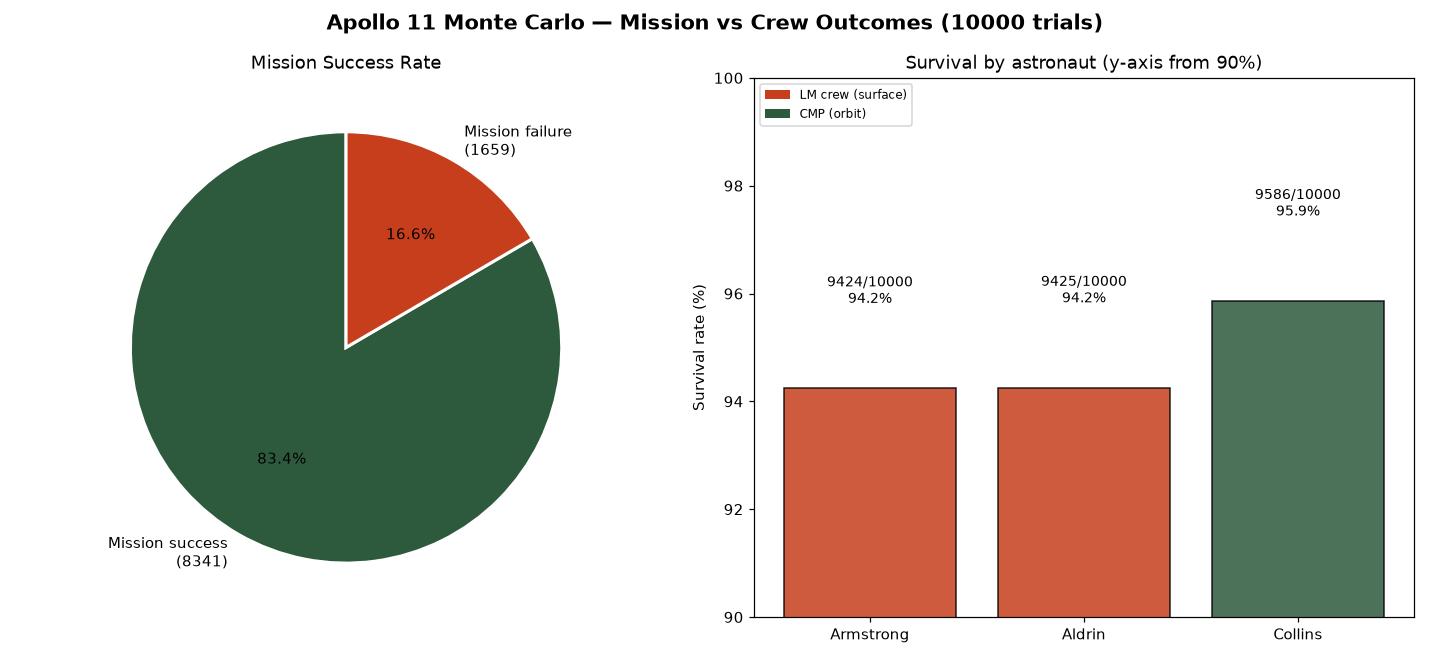 Apollo 11 Monte Carlo — Mission vs Crew Outcomes (10000 trials)
Mission Success Rate
Mission failure
(1659)
16.6%
83.4%
Mission success
(8341)
Survival by astronaut (y-axis from 90%)
LM crew (surface)
CMP (orbit)
Survival rate (%)
100
98
96
94
92
90
9424/10000
94.2%
9425/10000
94.2%
9586/10000
95.9%
Armstrong
Aldrin
Collins